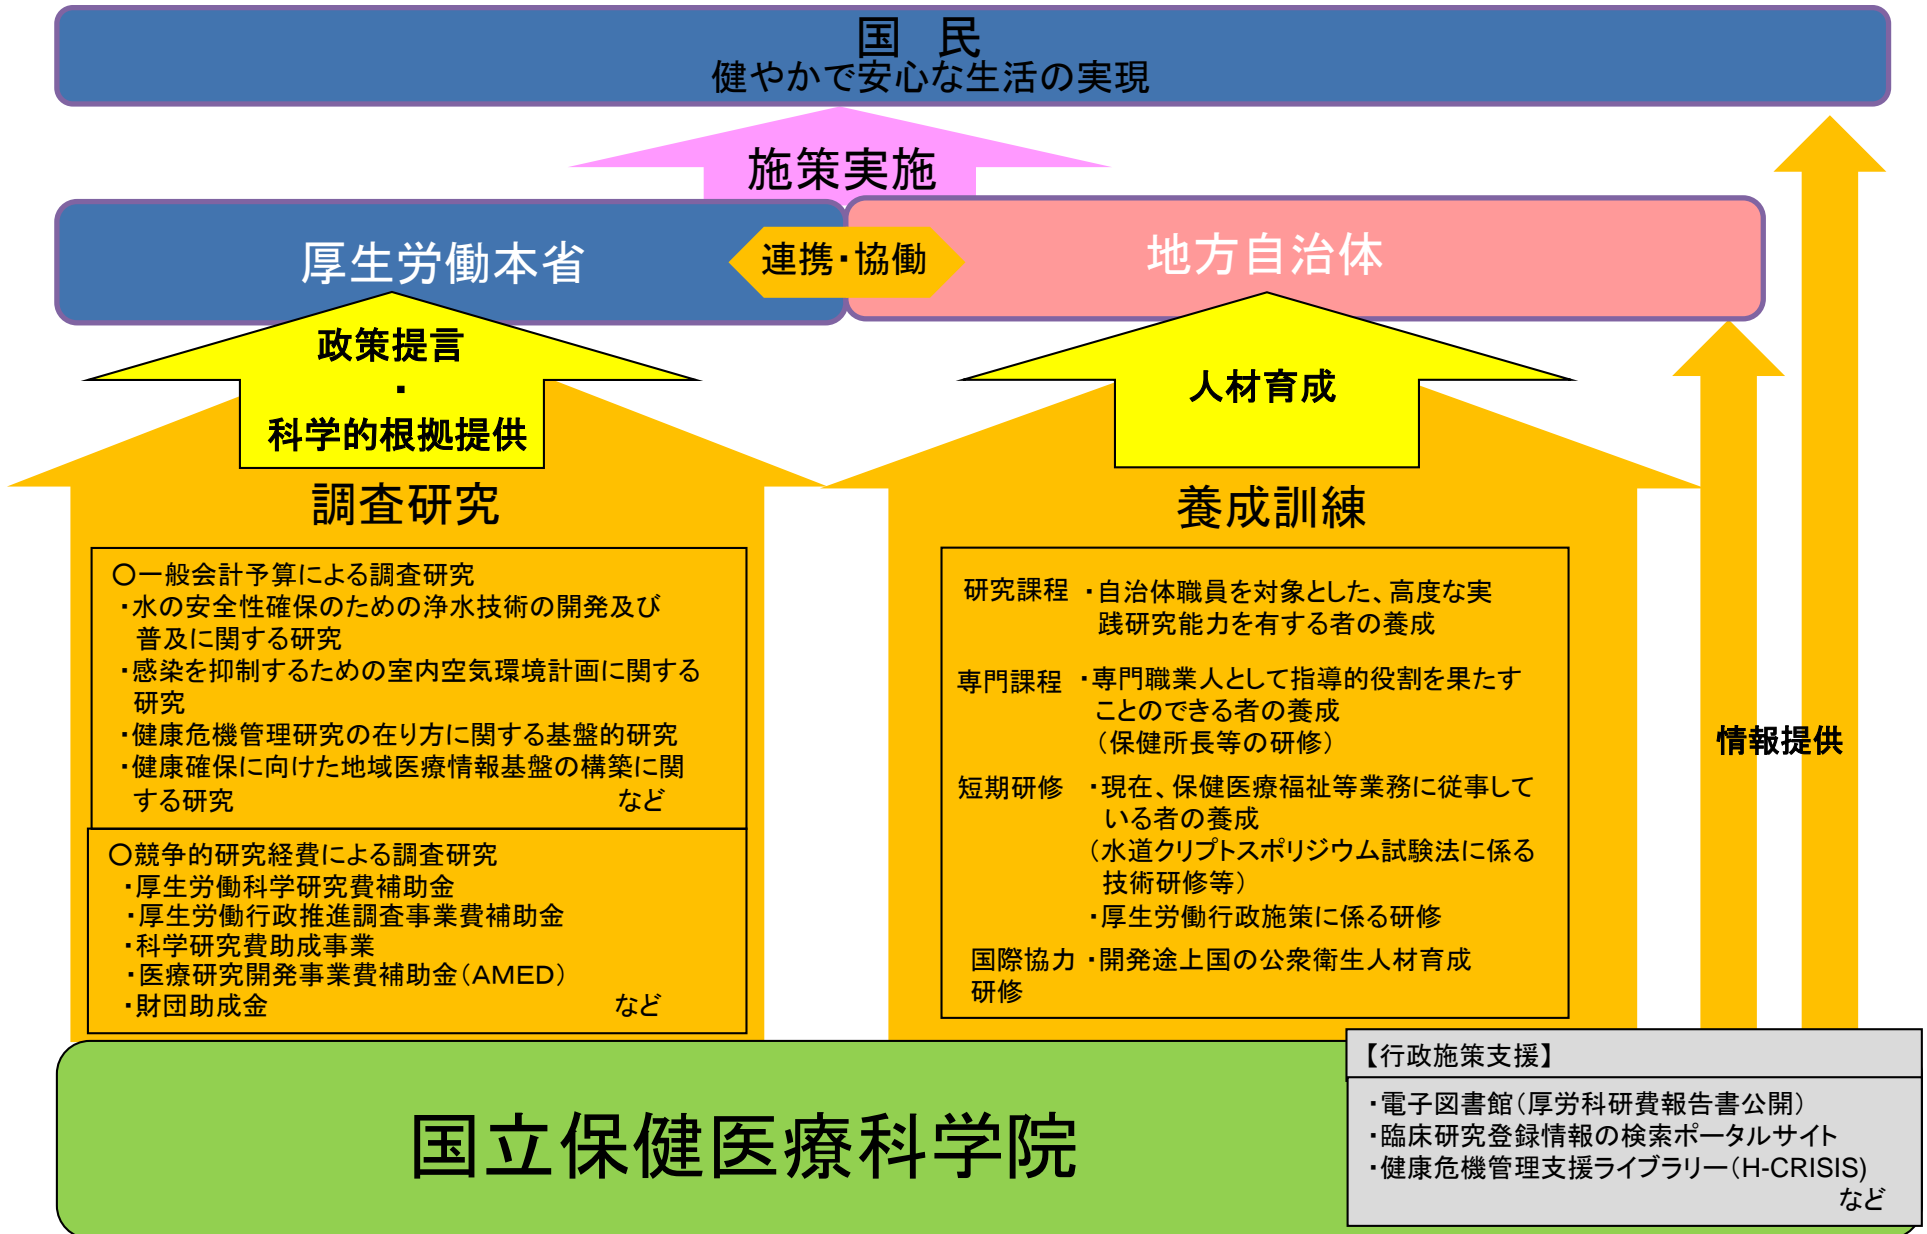 国　民
健やかで安心な生活の実現
施策実施
厚生労働本省
連携・協働
地方自治体
政策提言
・
科学的根拠提供
人材育成
調査研究
〇一般会計予算による調査研究
・水の安全性確保のための浄水技術の開発及び
普及に関する研究
・感染を抑制するための室内空気環境計画に関する
研究
・健康危機管理研究の在り方に関する基盤的研究
・健康確保に向けた地域医療情報基盤の構築に関
する研究　など
〇競争的研究経費による調査研究
・厚生労働科学研究費補助金
・厚生労働行政推進調査事業費補助金
・科学研究費助成事業
・医療研究開発事業費補助金（AMED）
・財団助成金　など
養成訓練
研究課程 ・自治体職員を対象とした、高度な実
践研究能力を有する者の養成
専門課程 ・専門職業人として指導的役割を果たす
ことのできる者の養成
（保健所長等の研修）
短期研修 ・現在、保健医療福祉等業務に従事して
いる者の養成
（水道クリプトスポリジウム試験法に係る
技術研修等）
・厚生労働行政施策に係る研修
国際協力 ・開発途上国の公衆衛生人材育成
研修
情報提供
国立保健医療科学院
【行政施策支援】
・電子図書館（厚労科研費報告書公開）
・臨床研究登録情報の検索ポータルサイト
・健康危機管理支援ライブラリー（H-CRISIS)
など